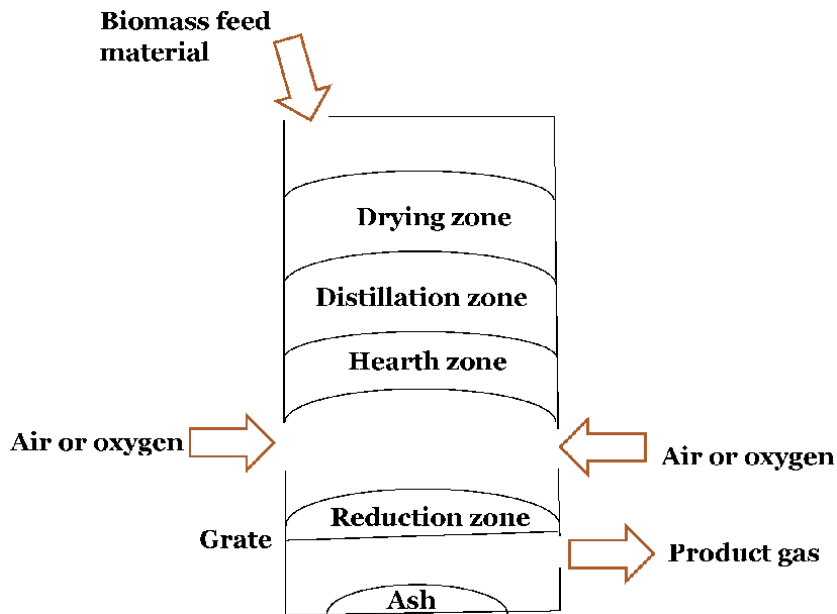 Biomass feed
material
Drying zone
Distillation zone
Hearth zone
Air or oxygen
Air or oxygen
Reduction zone
Grate
Product gas
Ash